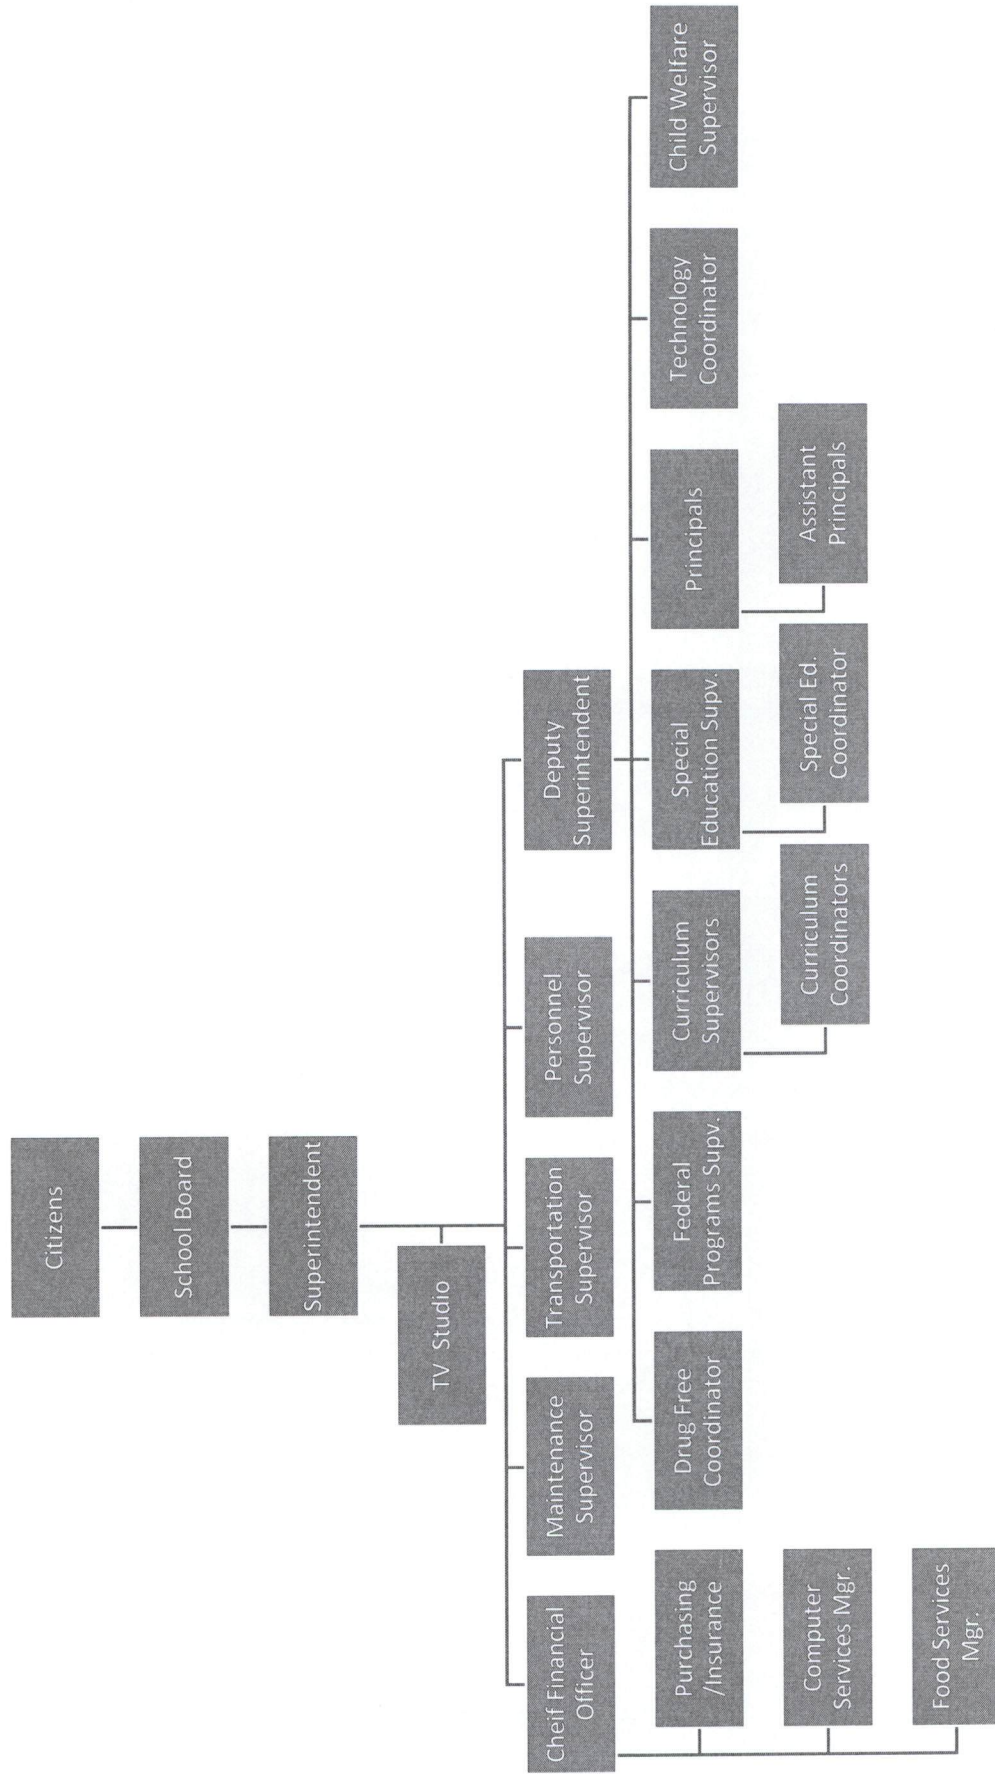 Citizens
School Board
Superintendent
TV Studio
Cheif Financial
Officer
Maintenance
Supervisor
Transportation
Supervisor
Personnel
Supervisor
Deputy
Superintendent
Purchasing
/Insurance
Computer
Services Mgr.
Food Services
Mgr.
Drug Free
Coordinator
Federal
Programs Supv.
Curriculum
Supervisors
Curriculum
Coordinators
Special
Education Supv.
Special Ed.
Coordinator
Principals
Assistant
Principals
Technology
Coordinator
Child Welfare
Supervisor